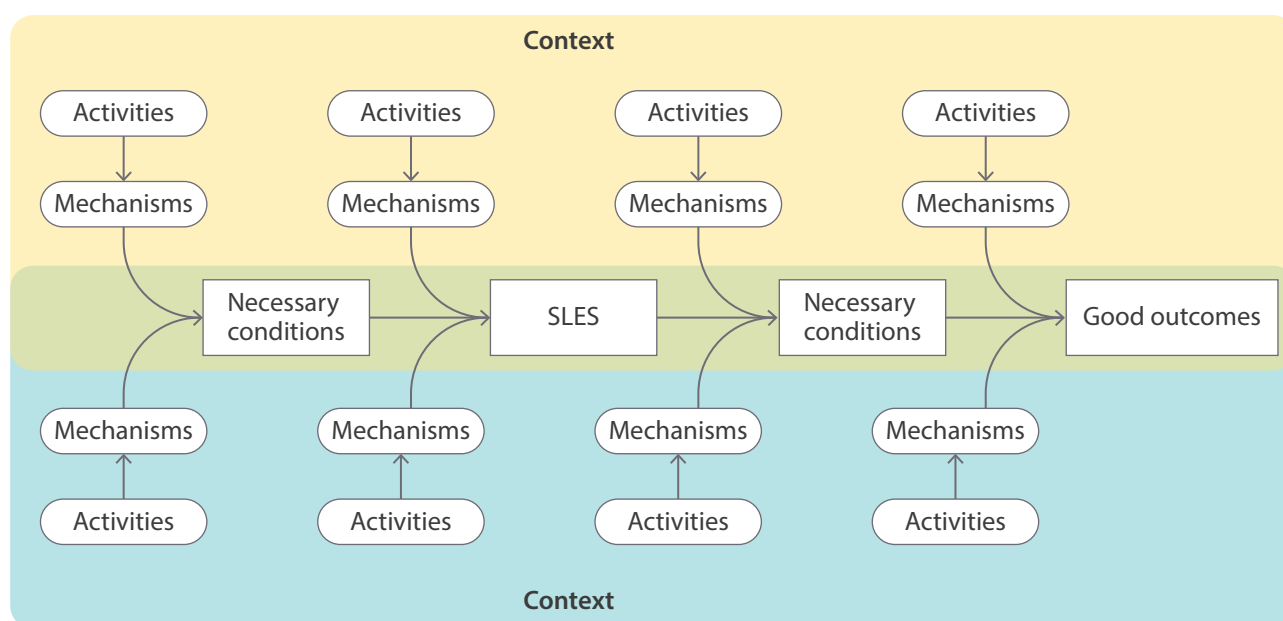 Context
Activities
Activities
Activities
Activities
Mechanisms
Mechanisms
Mechanisms
Mechanisms
Necessary
conditions
SLES
Necessary
conditions
Good outcomes
Mechanisms
Mechanisms
Mechanisms
Mechanisms
Activities
Activities
Activities
Activities
Context